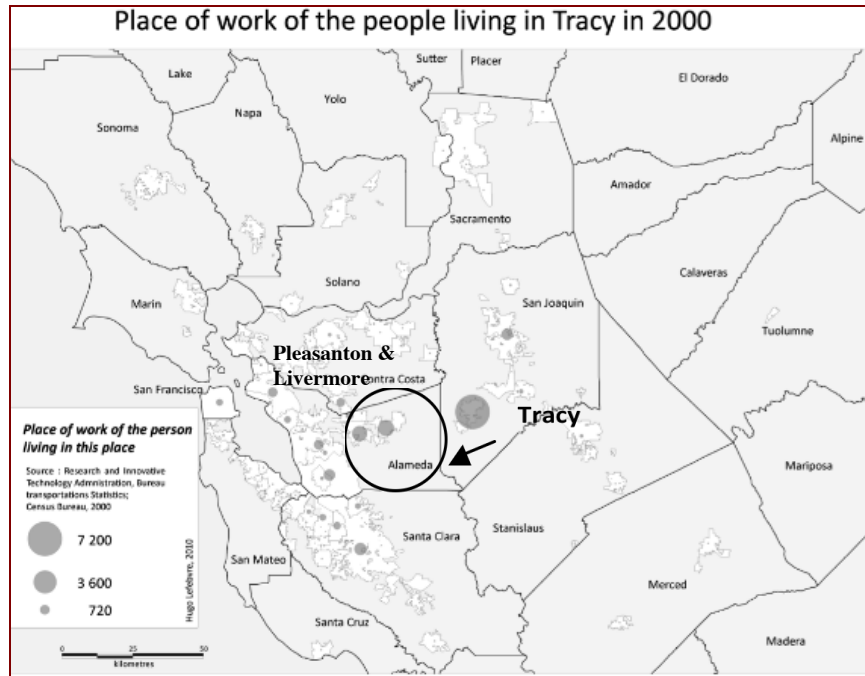 Place of work of the people living in Tracy in 2000
Sutter
Placer
Lake
El Dorado
Yolo
Napa
Sonoma
Alpine
Amador
Sacramento
Calaveras
Solano
Marin
San Joaquin
Tuolumne
Pleasanton &
Livermore
ontra Costa
San Francisco
Tracy
Place of work of the person
living in this place
Source : Research and Innovative
Technology Admnistration, Bureau
transportations Statistics;
Census Bureau, 2000
7 200
3 600
720
Hugo Lefebvre, 2010
Alameda
Mariposa
Santa Clara
Stanislaus
San Mateo
Merced
Santa Cruz
Madera
0 25 50
kilometres